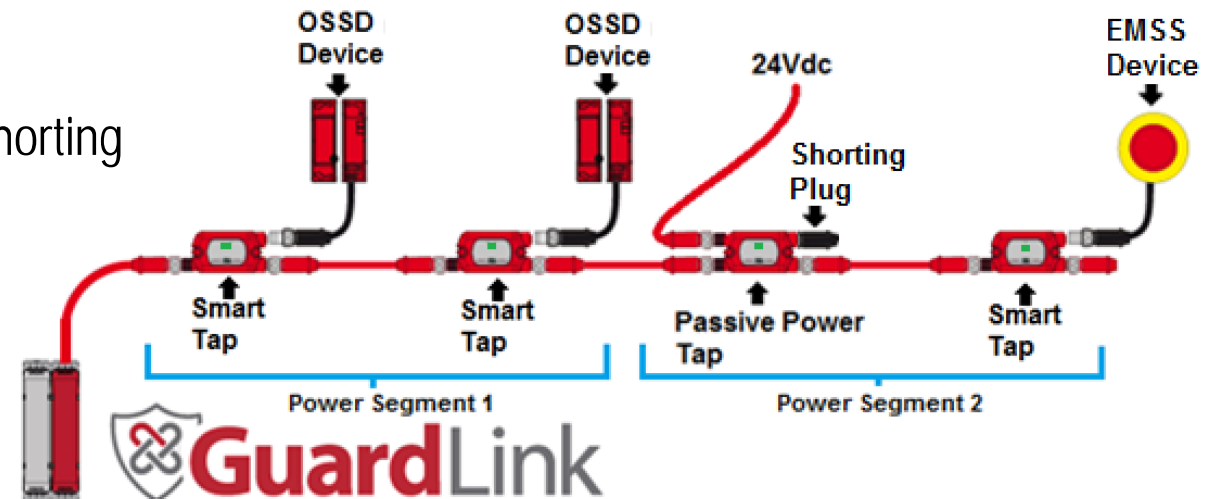 OSSD
Device
OSSD
Device
24Vdc
EMSS
Device
Shorting
Plug
Smart
Tap
Smart
Tap
Passive Power
Tap
Smart
Tap
Power Segment 1
Power Segment 2
GuardLink